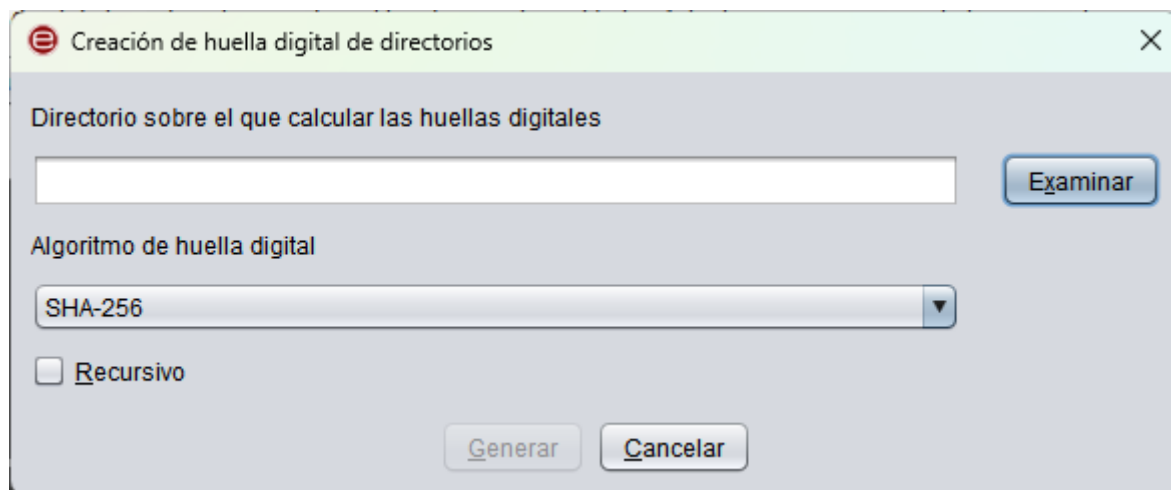 Creación de huella digital de directorios
Directorio sobre el que calcular las huellas digitales
Examinar
Algoritmo de huella digital
SHA-256
Recursivo
Generar Cancelar